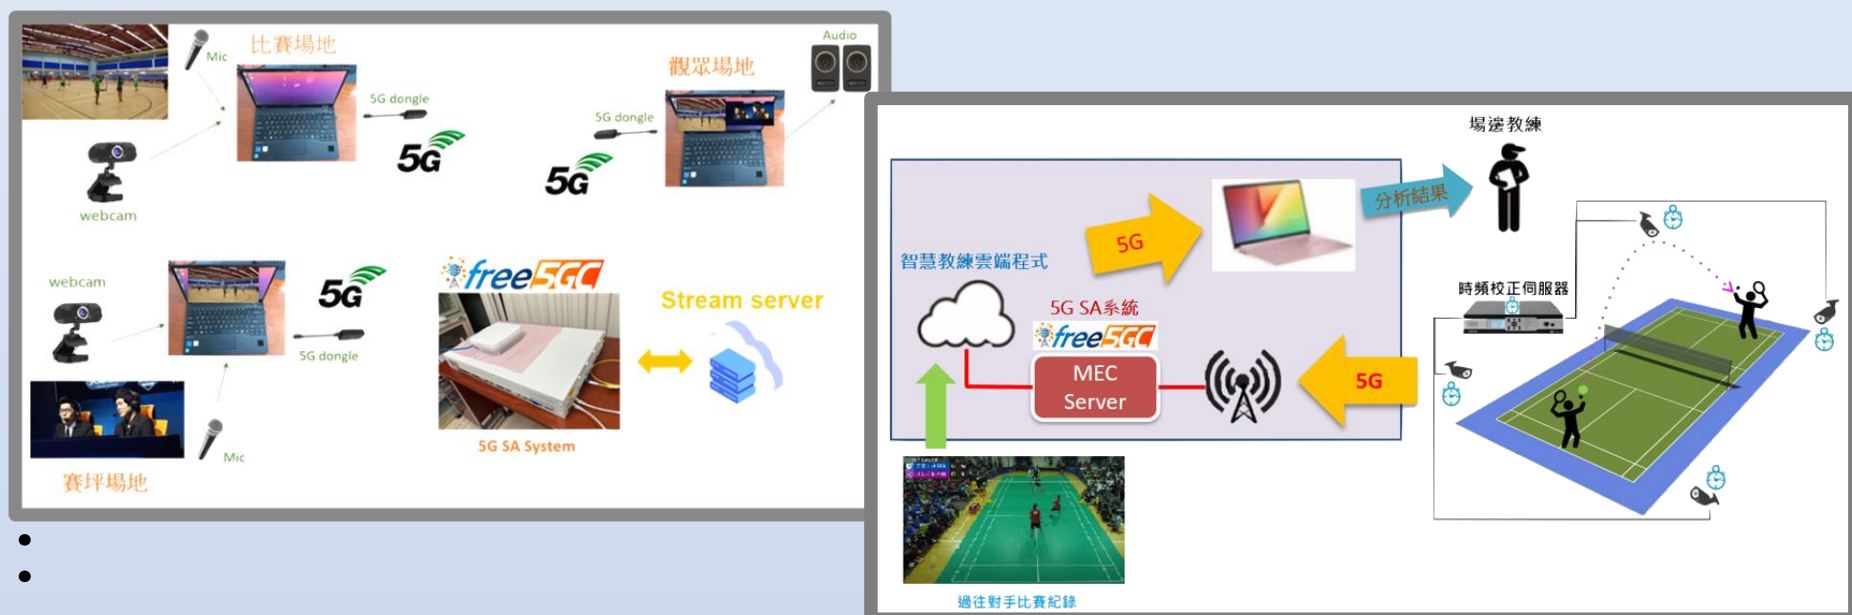 Mic
比賽場地
5G dongle
5G
webcam
觀眾場地
Audio
5G dongle
5G
webcam
5G
5G dongle
Mic
賽坪場地
free5GC
5G SA System
Stream server
場邊教練
分析結果
5G
智慧教練雲端程式
5G SA系統
free5GC
MEC
Server
5G
時頻校正伺服器
過往對手比賽紀錄